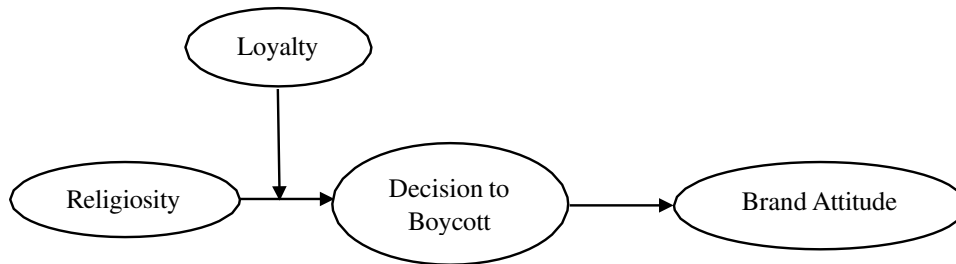 Loyalty
Religiosity
Decision to
Boycott
Brand Attitude